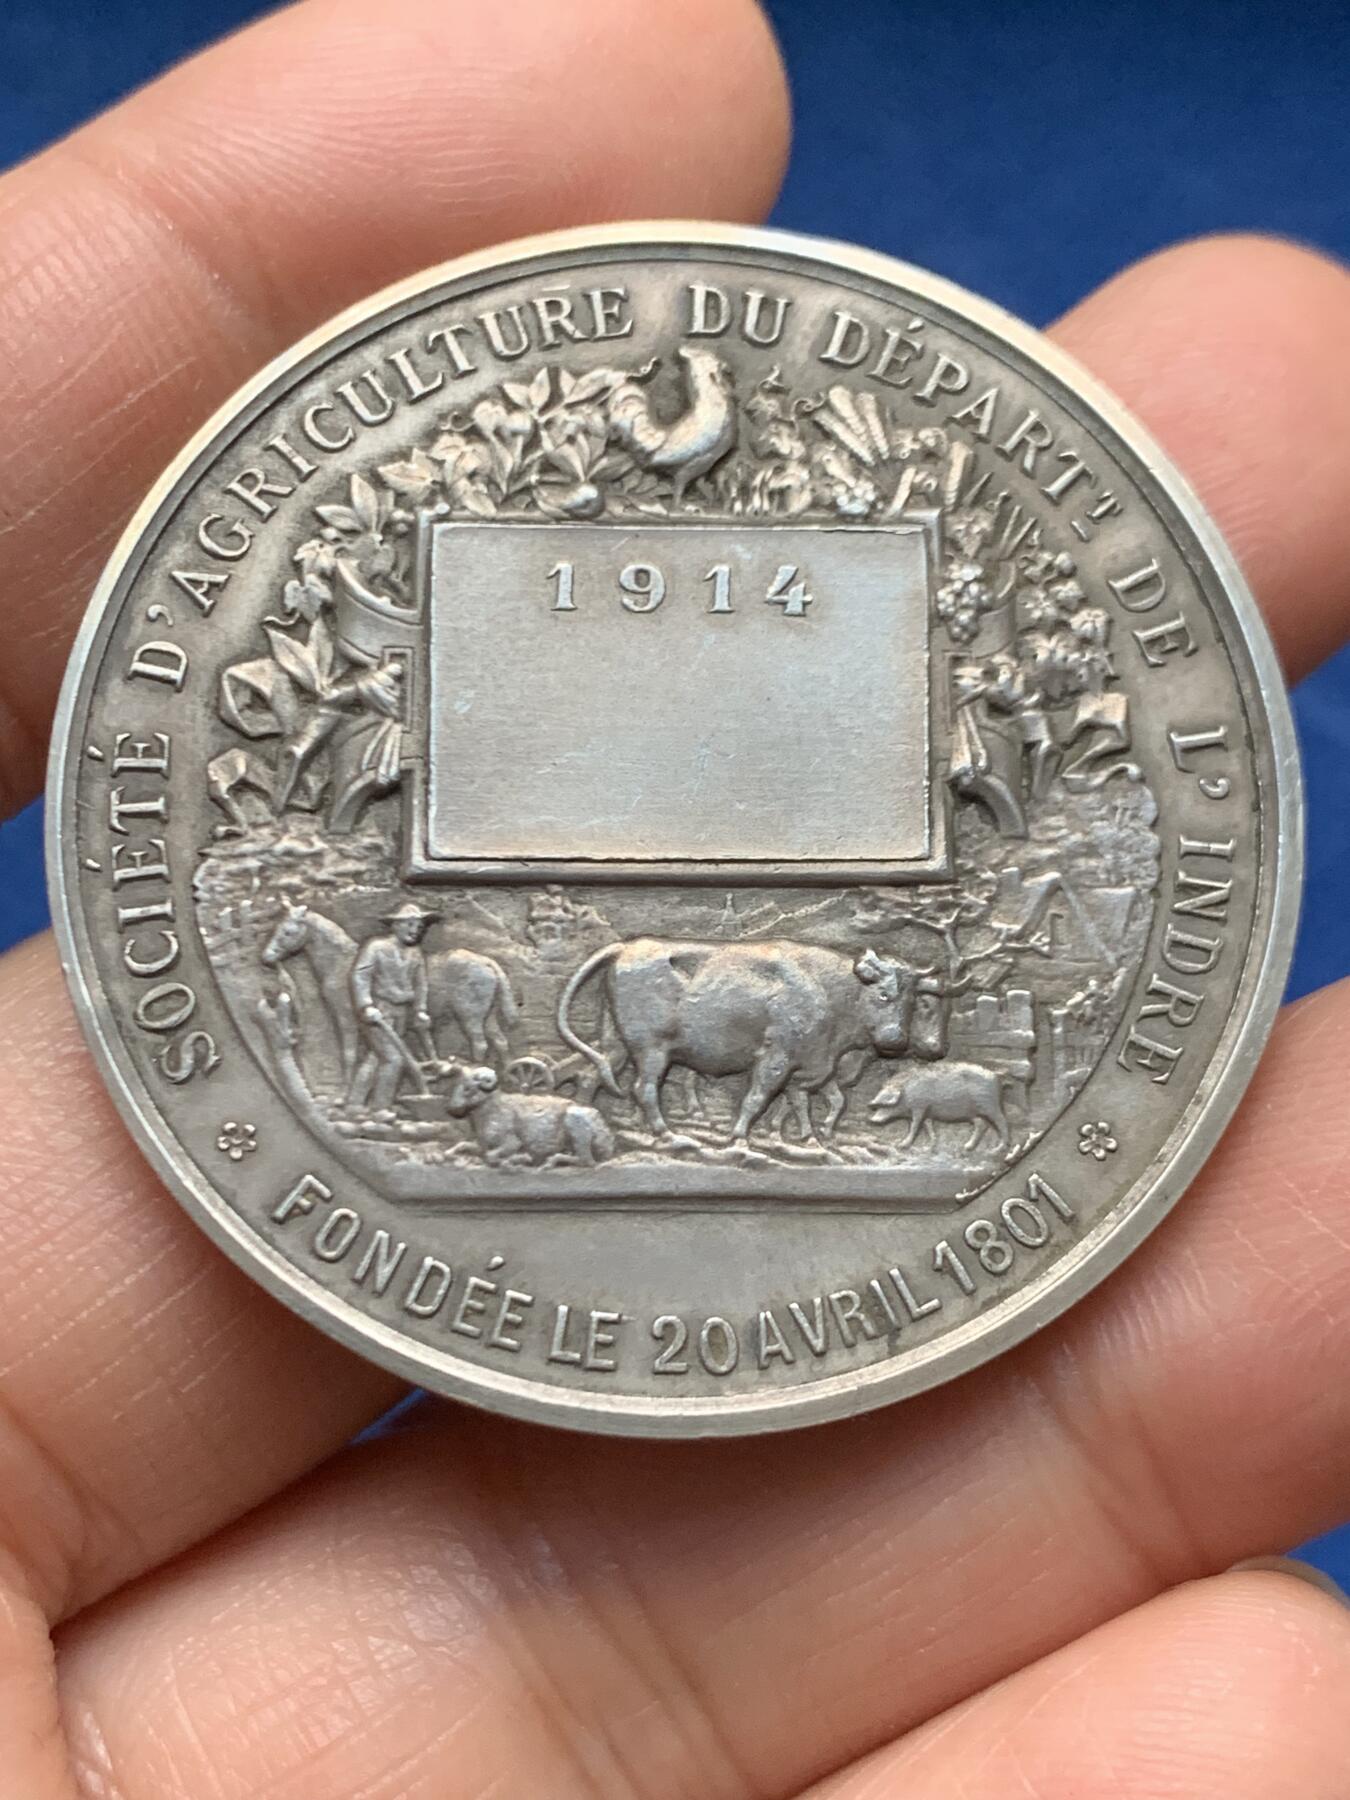 SOCIÉTÉ D'AGRICULTURE DU DÉPARTT DE L'INDRE
1914
FONDÉE LE 20 AVRIL 1801